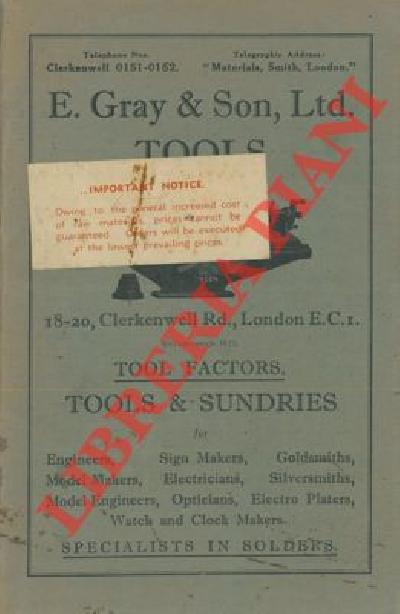 Telephone Nos. Telegraphic Address:
Clerkenwell 0151-0152. "Materials, Smith, London."
E. Gray & Son, Ltd.
TOOLS
IMPORTANT NOTICE.
Owing to the general increased cost
of raw materials, prices cannot be
guaranteed. Orders will be executed
at the lowest prevailing prices.
18-20, Clerkenwell Rd., London E.C.1.
TOOL FACTORS.
TOOLS & SUNDRIES
for
Engineers, Sign Makers, Goldsmiths,
Model Makers, Electricians, Silversmiths,
Model Engineers, Opticians, Electro Platers,
Watch and Clock Makers.
SPECIALISTS IN SOLDERS.
LIBRERIA PIANI